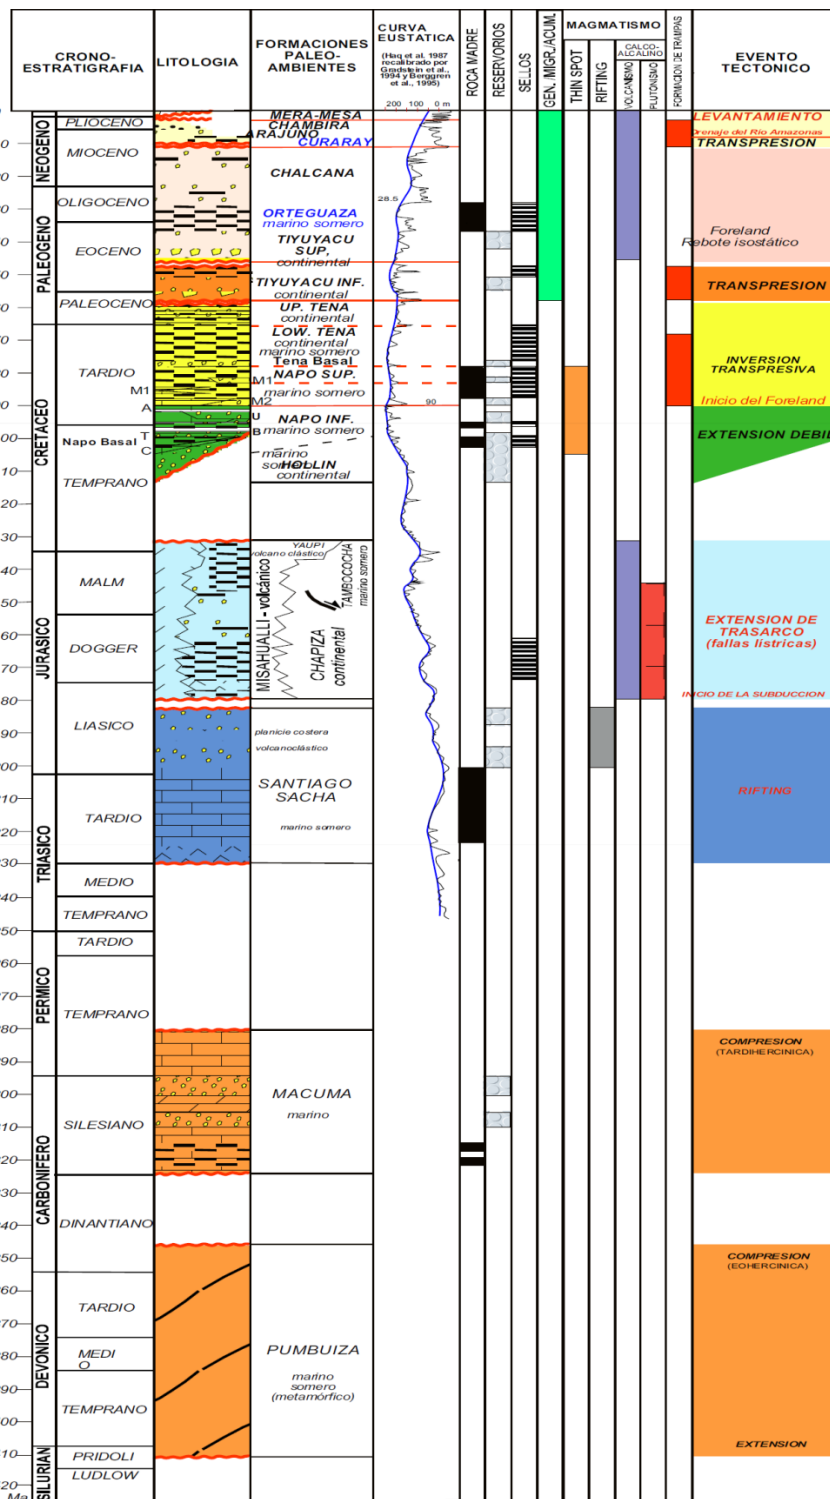 CRONO-
ESTRATIGRAFIA
LITOLOGIA
FORMACIONES
PALEO-
AMBIENTES
CURVA
EUSTATICA
(Haq et al. 1987
recalibrado por
Gradstein et al.,
1994 y Berggren
et al., 1995)
200 100 0 m
ROCA MADRE
RESERVORIOS
SELLOS
GEN. /MIGR./ACUM.
MAGMATISMO
THIN SPOT
RIFTING
CALCO-
ALCALINO
VOLCANISMO
PLUTONISMO
FORMACION DE TRAMPAS
EVENTO
TECTONICO
NEOGENO
PLIOCENO
MIOCENO
PALEOGENO
OLIGOCENO
EOCENO
PALEOCENO
CRETACEO
TARDIO
M1
A
Napo Basal
T
C
TEMPRANO
JURASICO
MALM
DOGGER
LIASICO
TRIASICO
TARDIO
MEDIO
TEMPRANO
PERMICO
TARDIO
TEMPRANO
CARBONIFERO
SILESIANO
DINANTIANO
DEVONICO
TARDIO
MEDI
O
TEMPRANO
SILURIAN
PRIDOLI
LUDLOW
Ma
MERA-MESA
CHAMBIRA
ARAJUNO
CURARAY
CHALCANA
ORTEGUAZA
marino somero
TIYUYACU
SUP,
continental
TIYUYACU INF.
continental
UP. TENA
continental
LOW. TENA
continental
marino somero
Tena Basal
NAPO SUP.
M1
marino somero
M2
NAPO INF.
U
B
marino somero
marino
somero
HOLLIN
continental
28.5
90
YAUPI
volcano clástico
MISAHUALLI - volcánico
CHAPIZA
continental
TAMBOCOCHA
marino somero
planicie costera
volcanoclástico
SANTIAGO
SACHA
marino somero
MACUMA
marino
PUMBUIZA
marino
somero
(metamórfico)
LEVANTAMIENTO
Drenaje del Río Amazonas
TRANSPRESION
Foreland
Rebote isostático
TRANSPRESION
INVERSION
TRANSPRESIVA
Inicio del Foreland
EXTENSION DEBIL
EXTENSION DE
TRASARCO
(fallas lístricas)
INICIO DE LA SUBDUCCION
RIFTING
COMPRESION
(TARDIHERCINICA)
COMPRESION
(EOHERCINICA)
EXTENSION